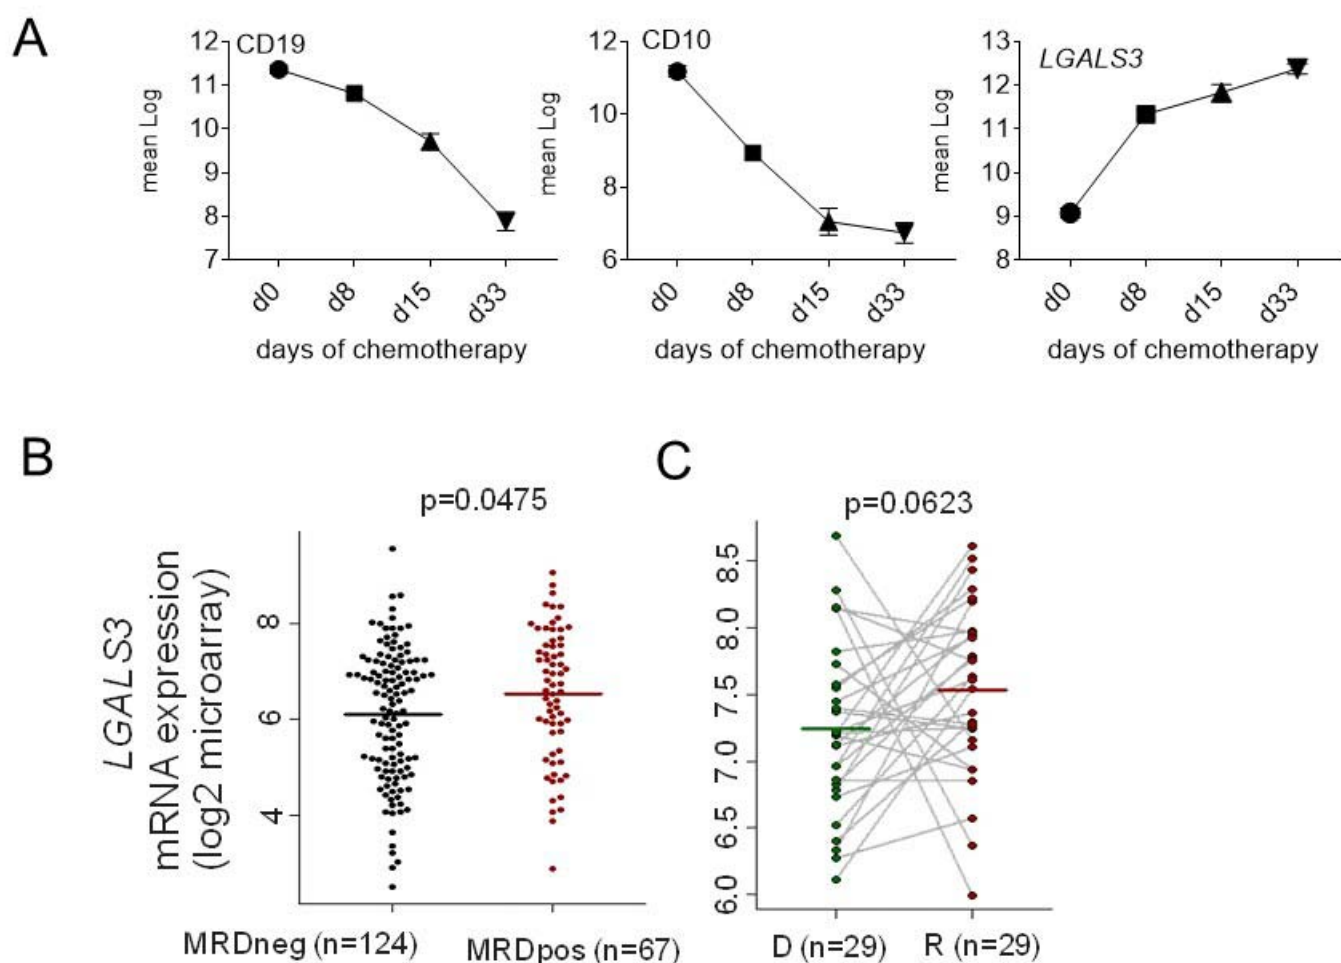 A
CD19
12
11
10
9
8
7
mean Log
d0
d8
d15
d33
days of chemotherapy
CD10
12
10
8
6
mean Log
d0
d8
d15
d33
days of chemotherapy
LGALS3
13
12
11
10
9
8
mean Log
d0
d8
d15
d33
days of chemotherapy
B
p=0.0475
LGALS3
mRNA expression
(log2 microarray)
8
6
4
MRDneg (n=124)
MRDpos (n=67)
C
p=0.0623
8.5
8.0
7.5
7.0
6.5
6.0
D (n=29)
R (n=29)